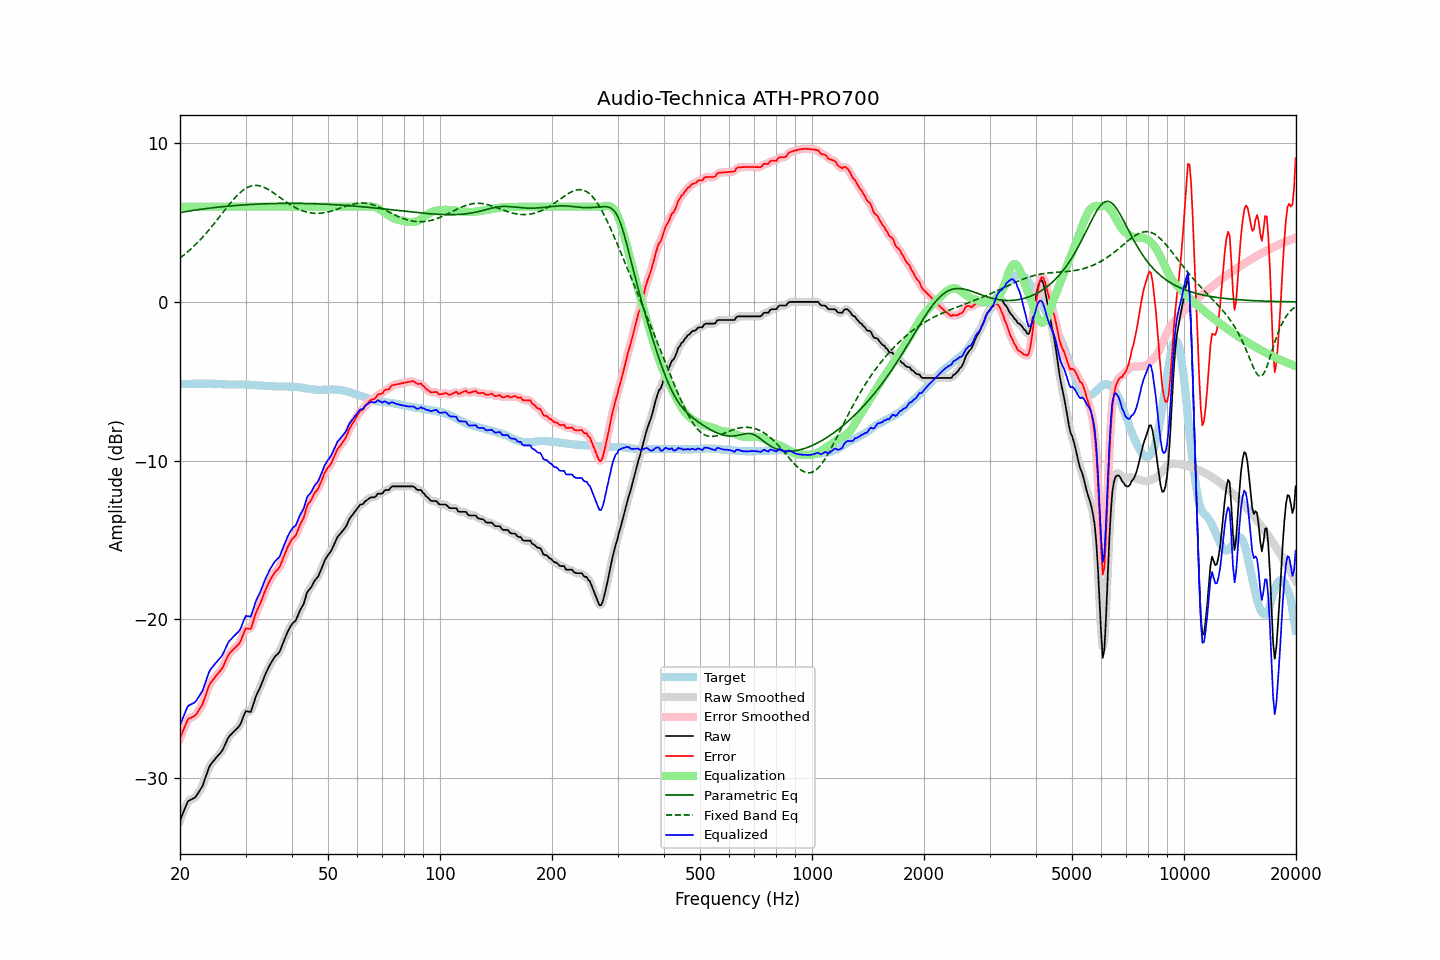 Audio-Technica ATH-PRO700
Amplitude (dBr)
10
0
−10
−20
−30
Target
Raw Smoothed
Error Smoothed
Raw
Error
Equalization
Parametric Eq
Fixed Band Eq
Equalized
20 50 100 200 500 1000 2000 5000 10000 20000
Frequency (Hz)